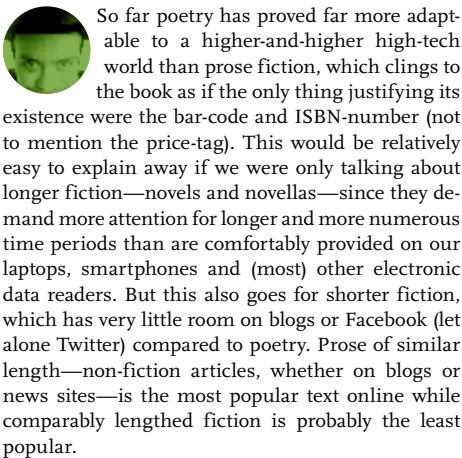 So far poetry has proved far more adapt-
able to a higher-and-higher high-tech
world than prose fiction, which clings to
the book as if the only thing justifying its
existence were the bar-code and ISBN-number (not
to mention the price-tag). This would be relatively
easy to explain away if we were only talking about
longer fiction—novels and novellas—since they de-
mand more attention for longer and more numerous
time periods than are comfortably provided on our
laptops, smartphones and (most) other electronic
data readers. But this also goes for shorter fiction,
which has very little room on blogs or Facebook (let
alone Twitter) compared to poetry. Prose of similar
length—non-fiction articles, whether on blogs or
news sites—is the most popular text online while
comparably lengthed fiction is probably the least
popular.